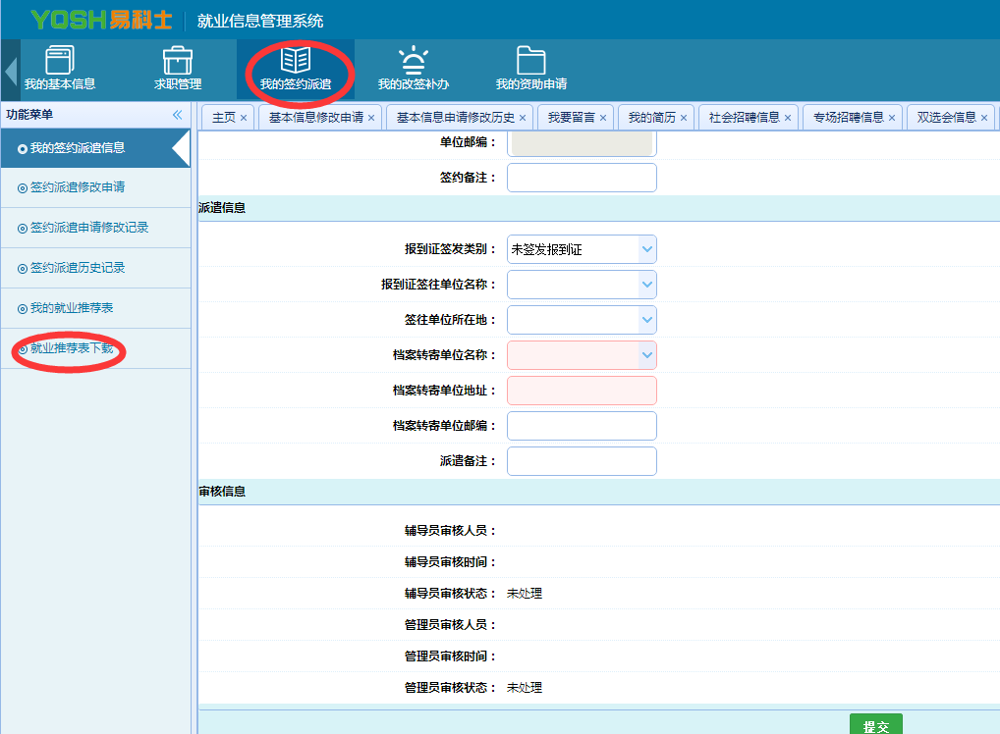 YOSH易科士 就业信息管理系统
我的基本信息 求职管理 我的签约派遣 我的改签补办 我的资助申请
功能菜单
我的签约派遣信息
签约派遣修改申请
签约派遣申请修改记录
签约派遣历史记录
我的就业推荐表
就业推荐表下载
主页 × 基本信息修改申请 × 基本信息申请修改历史 × 我要留言 × 我的简历 × 社会招聘信息 × 专场招聘信息 × 双选会信息 ×
单位邮编：
签约备注：
派遣信息
报到证签发类别： 未签发报到证
报到证签往单位名称：
签往单位所在地：
档案转寄单位名称：
档案转寄单位地址：
档案转寄单位邮编：
派遣备注：
审核信息
辅导员审核人员：
辅导员审核时间：
辅导员审核状态： 未处理
管理员审核人员：
管理员审核时间：
管理员审核状态： 未处理
提交